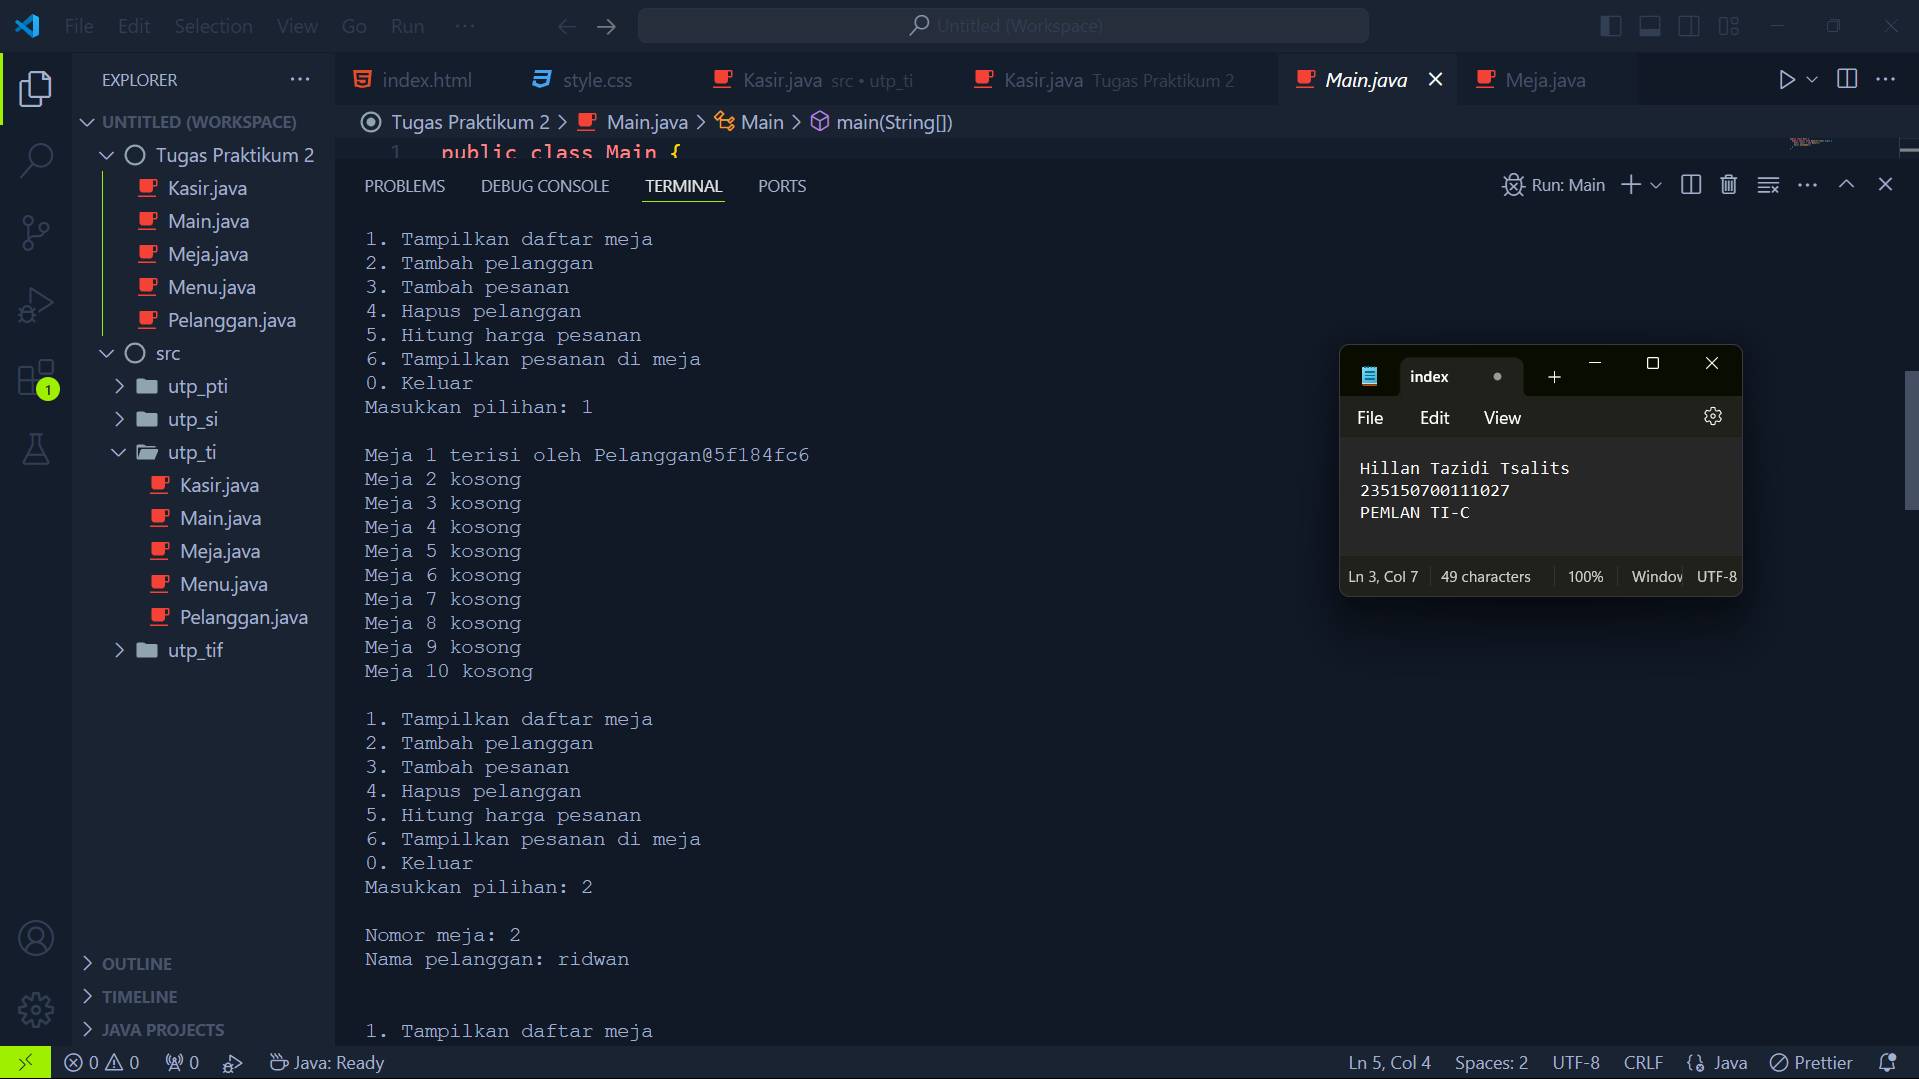 File Edit Selection View Go Run ···
Untitled (Workspace)
EXPLORER
index.html
style.css
Kasir.java src • utp_ti
Kasir.java Tugas Praktikum 2
Main.java
Meja.java
UNTITLED (WORKSPACE)
Tugas Praktikum 2
Kasir.java
Main.java
Meja.java
Menu.java
Pelanggan.java
src
utp_pti
utp_si
utp_ti
Kasir.java
Main.java
Meja.java
Menu.java
Pelanggan.java
utp_tif
OUTLINE
TIMELINE
JAVA PROJECTS
Tugas Praktikum 2 > Main.java > Main > main(String[])
1 public class Main {
PROBLEMS DEBUG CONSOLE TERMINAL PORTS
Run: Main
1. Tampilkan daftar meja
2. Tambah pelanggan
3. Tambah pesanan
4. Hapus pelanggan
5. Hitung harga pesanan
6. Tampilkan pesanan di meja
0. Keluar
Masukkan pilihan: 1
Meja 1 terisi oleh Pelanggan@5f184fc6
Meja 2 kosong
Meja 3 kosong
Meja 4 kosong
Meja 5 kosong
Meja 6 kosong
Meja 7 kosong
Meja 8 kosong
Meja 9 kosong
Meja 10 kosong
1. Tampilkan daftar meja
2. Tambah pelanggan
3. Tambah pesanan
4. Hapus pelanggan
5. Hitung harga pesanan
6. Tampilkan pesanan di meja
0. Keluar
Masukkan pilihan: 2
Nomor meja: 2
Nama pelanggan: ridwan
1. Tampilkan daftar meja
index
File Edit View
Hillan Tazidi Tsalits
235150700111027
PEMLAN TI-C
Ln 3, Col 7 49 characters 100% Window UTF-8
1
0 0 0 Java: Ready
Ln 5, Col 4 Spaces: 2 UTF-8 CRLF Java Prettier